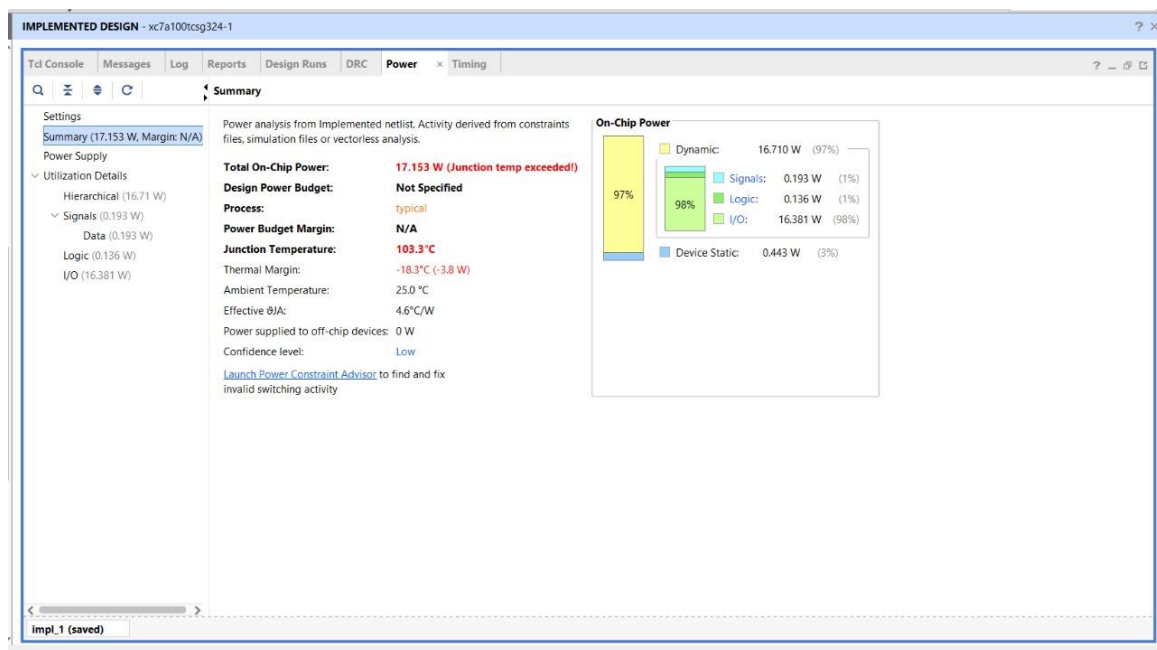 IMPLEMENTED DESIGN - xc7a100tcsg324-1
?
Tcl Console Messages Log Reports Design Runs DRC Power × Timing
?
Summary
Settings
Summary (17.153 W, Margin: N/A)
Power Supply
Utilization Details
Hierarchical (16.71 W)
Signals (0.193 W)
Data (0.193 W)
Logic (0.136 W)
I/O (16.381 W)
Power analysis from Implemented netlist. Activity derived from constraints
files, simulation files or vectorless analysis.
Total On-Chip Power: 17.153 W (Junction temp exceeded!)
Design Power Budget: Not Specified
Process: typical
Power Budget Margin: N/A
Junction Temperature: 103.3°C
Thermal Margin: -18.3°C (-3.8 W)
Ambient Temperature: 25.0 °C
Effective ϑJA: 4.6°C/W
Power supplied to off-chip devices: 0 W
Confidence level: Low
Launch Power Constraint Advisor to find and fix
invalid switching activity
On-Chip Power
97%
Dynamic: 16.710 W (97%)
98%
Signals: 0.193 W (1%)
Logic: 0.136 W (1%)
I/O: 16.381 W (98%)
Device Static: 0.443 W (3%)
impl_1 (saved)